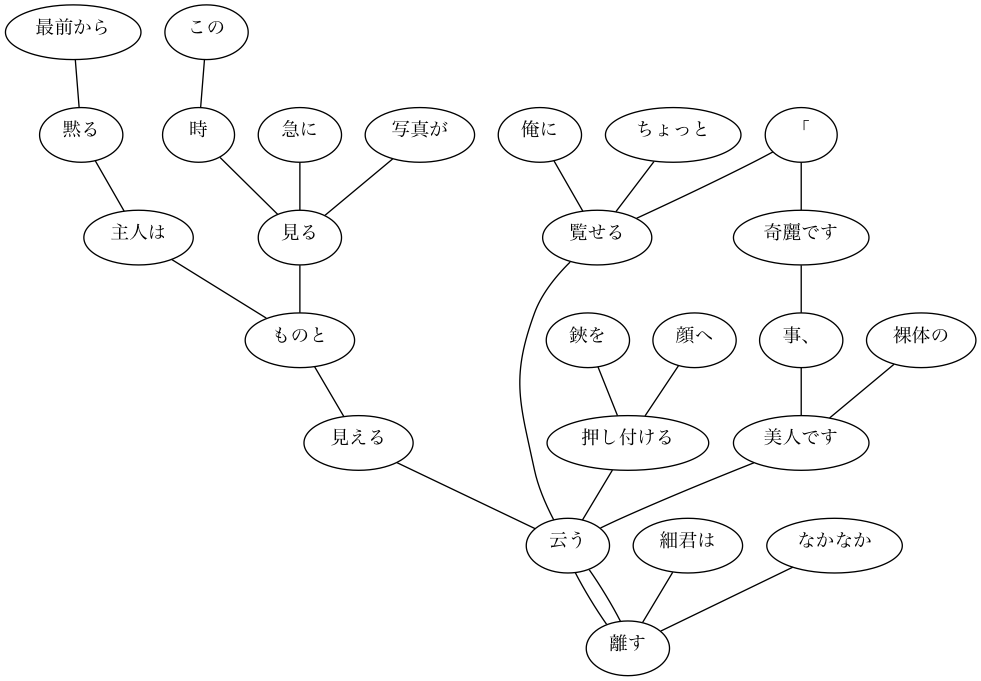 最前から
この
黙る
時
急に
写真が
俺に
ちょっと
「
主人は
見る
覧せる
奇麗です
ものと
鋏を
顔へ
事、
裸体の
見える
押し付ける
美人です
云う
細君は
なかなか
離す